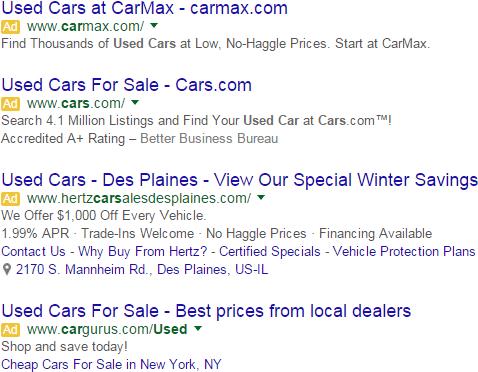 Used Cars at CarMax - carmax.com
Ad www.carmax.com/
Find Thousands of Used Cars at Low, No-Haggle Prices. Start at CarMax.
Used Cars For Sale - Cars.com
Ad www.cars.com/
Search 4.1 Million Listings and Find Your Used Car at Cars.com™!
Accredited A+ Rating – Better Business Bureau
Used Cars - Des Plaines - View Our Special Winter Savings
Ad www.hertzcarsalesdesplaines.com/
We Offer $1,000 Off Every Vehicle.
1.99% APR · Trade-Ins Welcome · No Haggle Prices · Financing Available
Contact Us - Why Buy From Hertz? - Certified Specials - Vehicle Protection Plans
2170 S. Mannheim Rd., Des Plaines, US-IL
Used Cars For Sale - Best prices from local dealers
Ad www.cargurus.com/Used
Shop and save today!
Cheap Cars For Sale in New York, NY